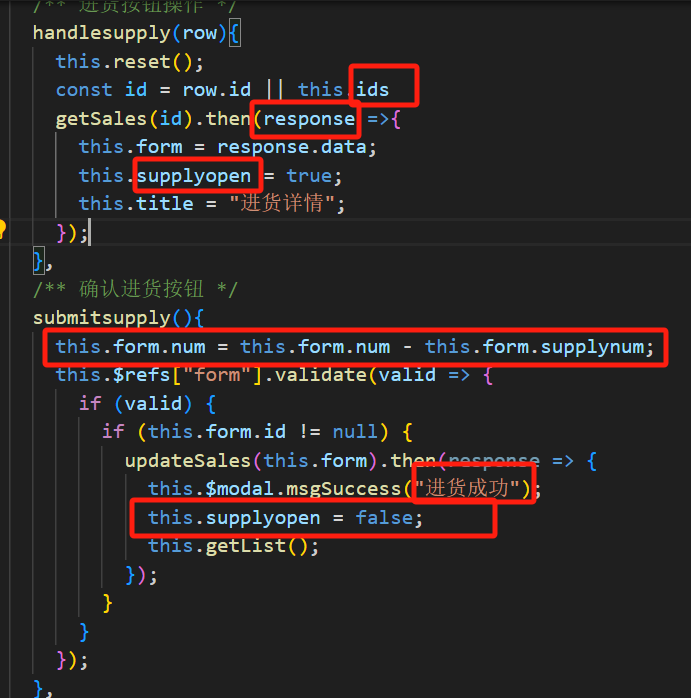 /** 进货按钮操作 */
handlesupply(row){
this.reset();
const id = row.id || this.ids
getSales(id).then(response =>{
this.form = response.data;
this.supplyopen = true;
this.title = "进货详情";
});
},
/** 确认进货按钮 */
submitsupply(){
this.form.num = this.form.num - this.form.supplynum;
this.$refs["form"].validate(valid => {
if (valid) {
if (this.form.id != null) {
updateSales(this.form).then(response => {
this.$modal.msgSuccess("进货成功");
this.supplyopen = false;
this.getList();
});
}
}
});
},